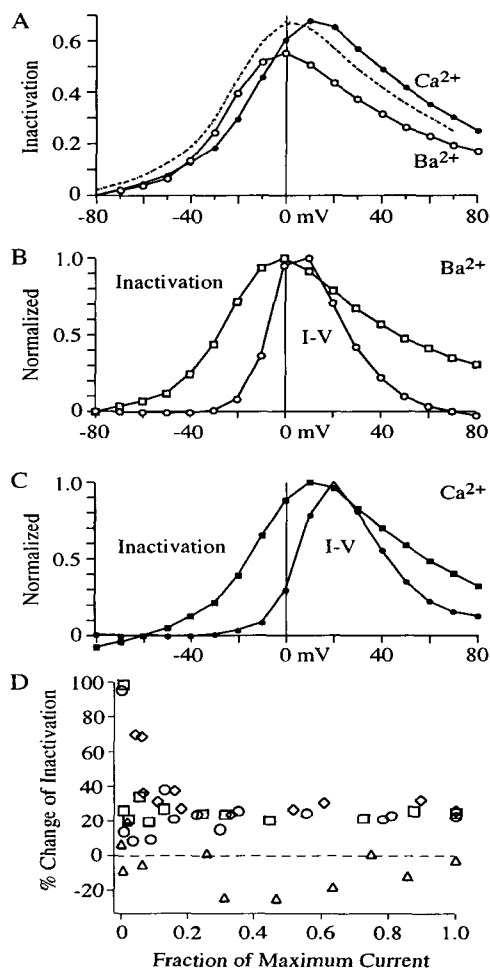 A
0.6
0.4
0.2
0
Inactivation
Ca2+
Ba2+
-80 -40 0 mV 40 80
B
1.0
0.5
0
Normalized
Inactivation
I-V
Ba2+
-80 -40 0 mV 40 80
C
1.0
0.5
0
Normalized
Inactivation
I-V
Ca2+
-40 0 mV 40 80
D
100
80
60
40
20
0
-20
% Change of Inactivation
0 0.2 0.4 0.6 0.8 1.0
Fraction of Maximum Current